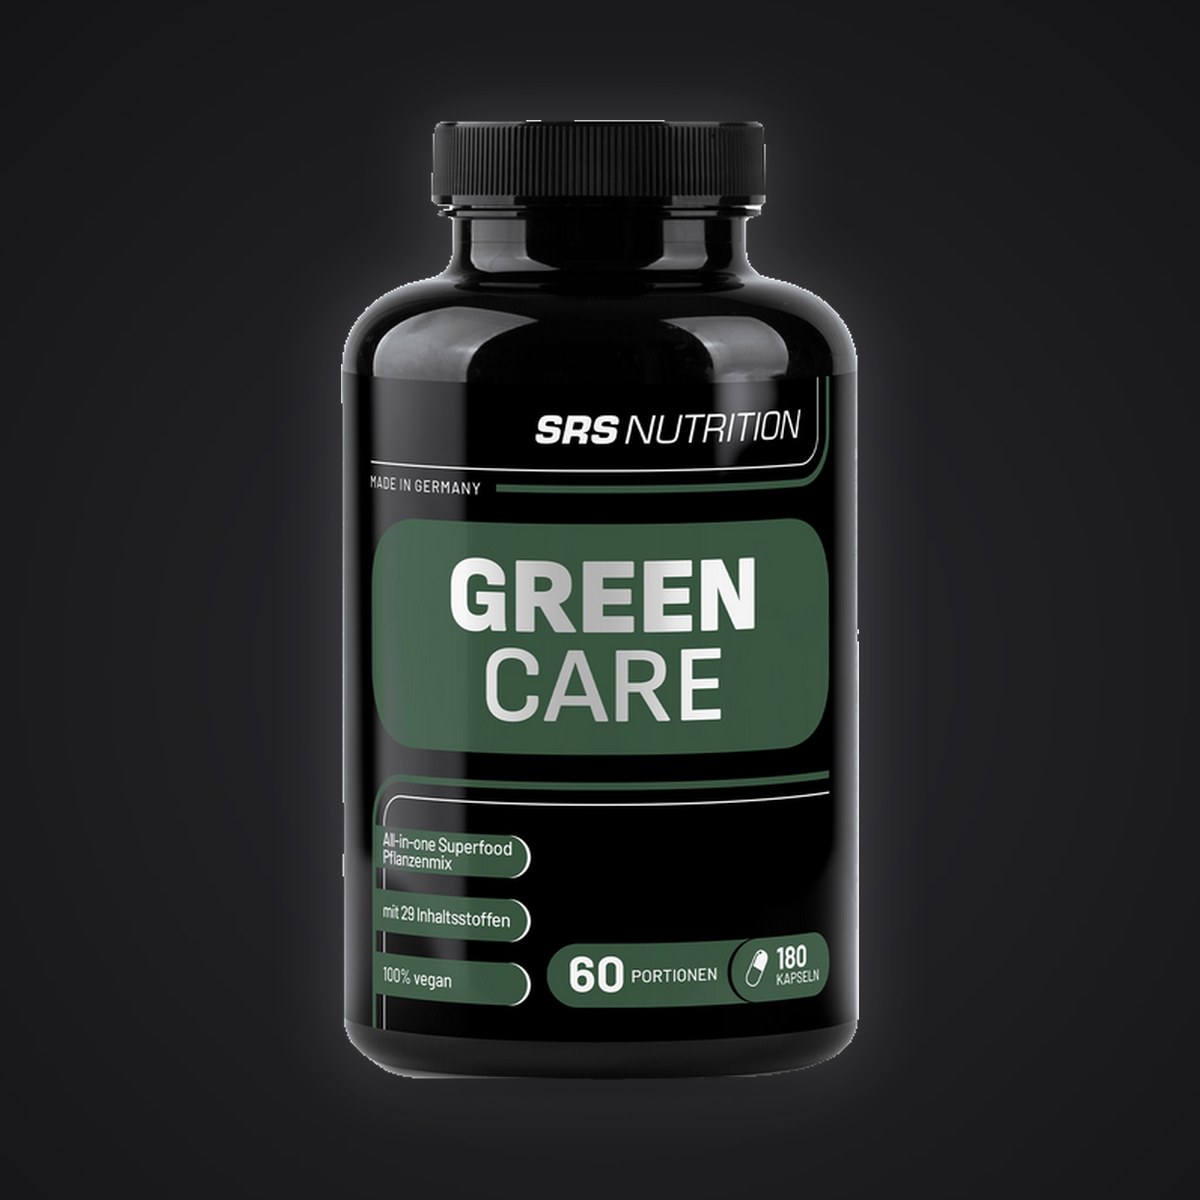 SRS NUTRITION
MADE IN GERMANY
GREEN
CARE
All-in-one Superfood
Pflanzenmix
mit 29 Inhaltsstoffen
100% vegan
60 PORTIONEN
180
KAPSELN